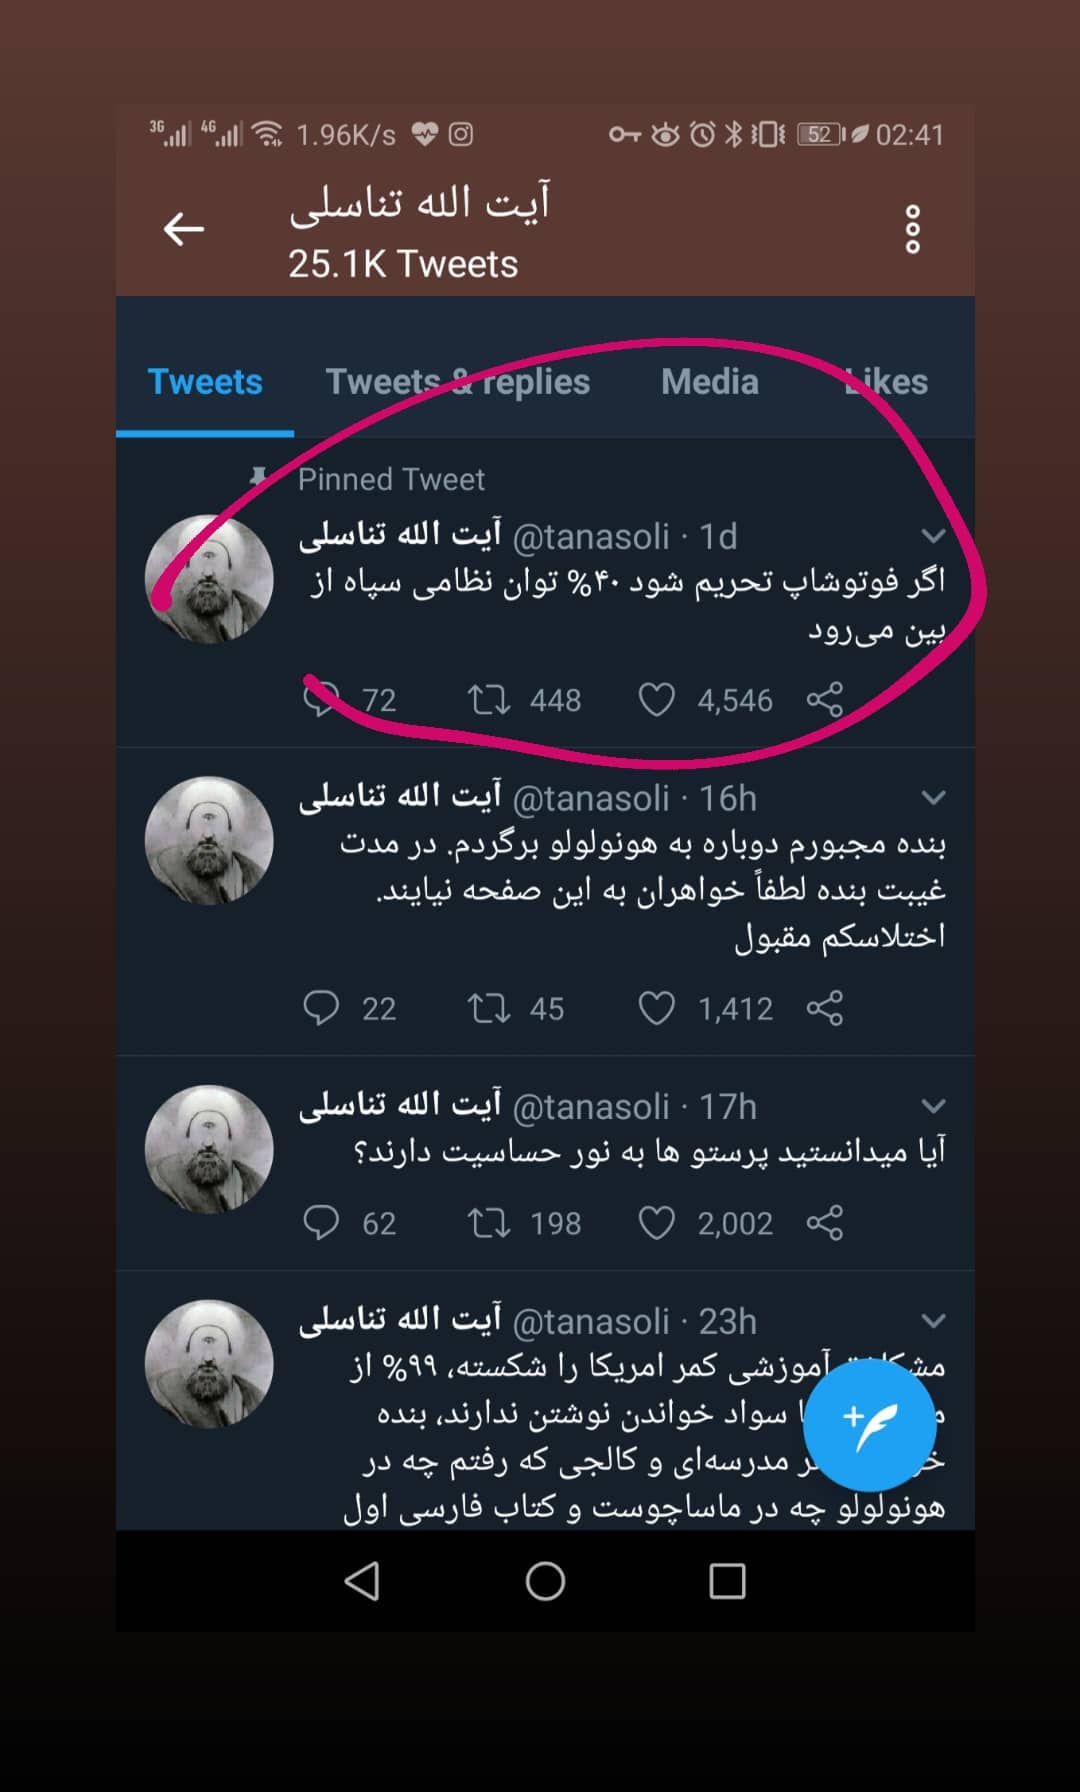 3G 4G 1.96K/s 52 02:41
آیت الله تناسلی
25.1K Tweets
Tweets Tweets & replies Media Likes
Pinned Tweet
آیت الله تناسلی @tanasoli · 1d
اگر فوتوشاپ تحریم شود ۴۰% توان نظامی سپاه از
بین می‌رود
72 448 4,546
آیت الله تناسلی @tanasoli · 16h
بنده مجبورم دوباره به هونولولو برگردم. در مدت
غیبت بنده لطفاً خواهران به این صفحه نیایند.
اختلاسکم مقبول
22 45 1,412
آیت الله تناسلی @tanasoli · 17h
آیا میدانستید پرستو ها به نور حساسیت دارند؟
62 198 2,002
آیت الله تناسلی @tanasoli · 23h
آموزشی کمر امریکا را شکسته، ۹۹% از
سواد خواندن نوشتن ندارند، بنده
مدرسه‌ای و کالجی که رفتم چه در
هونولولو چه در ماساچوست و کتاب فارسی اول